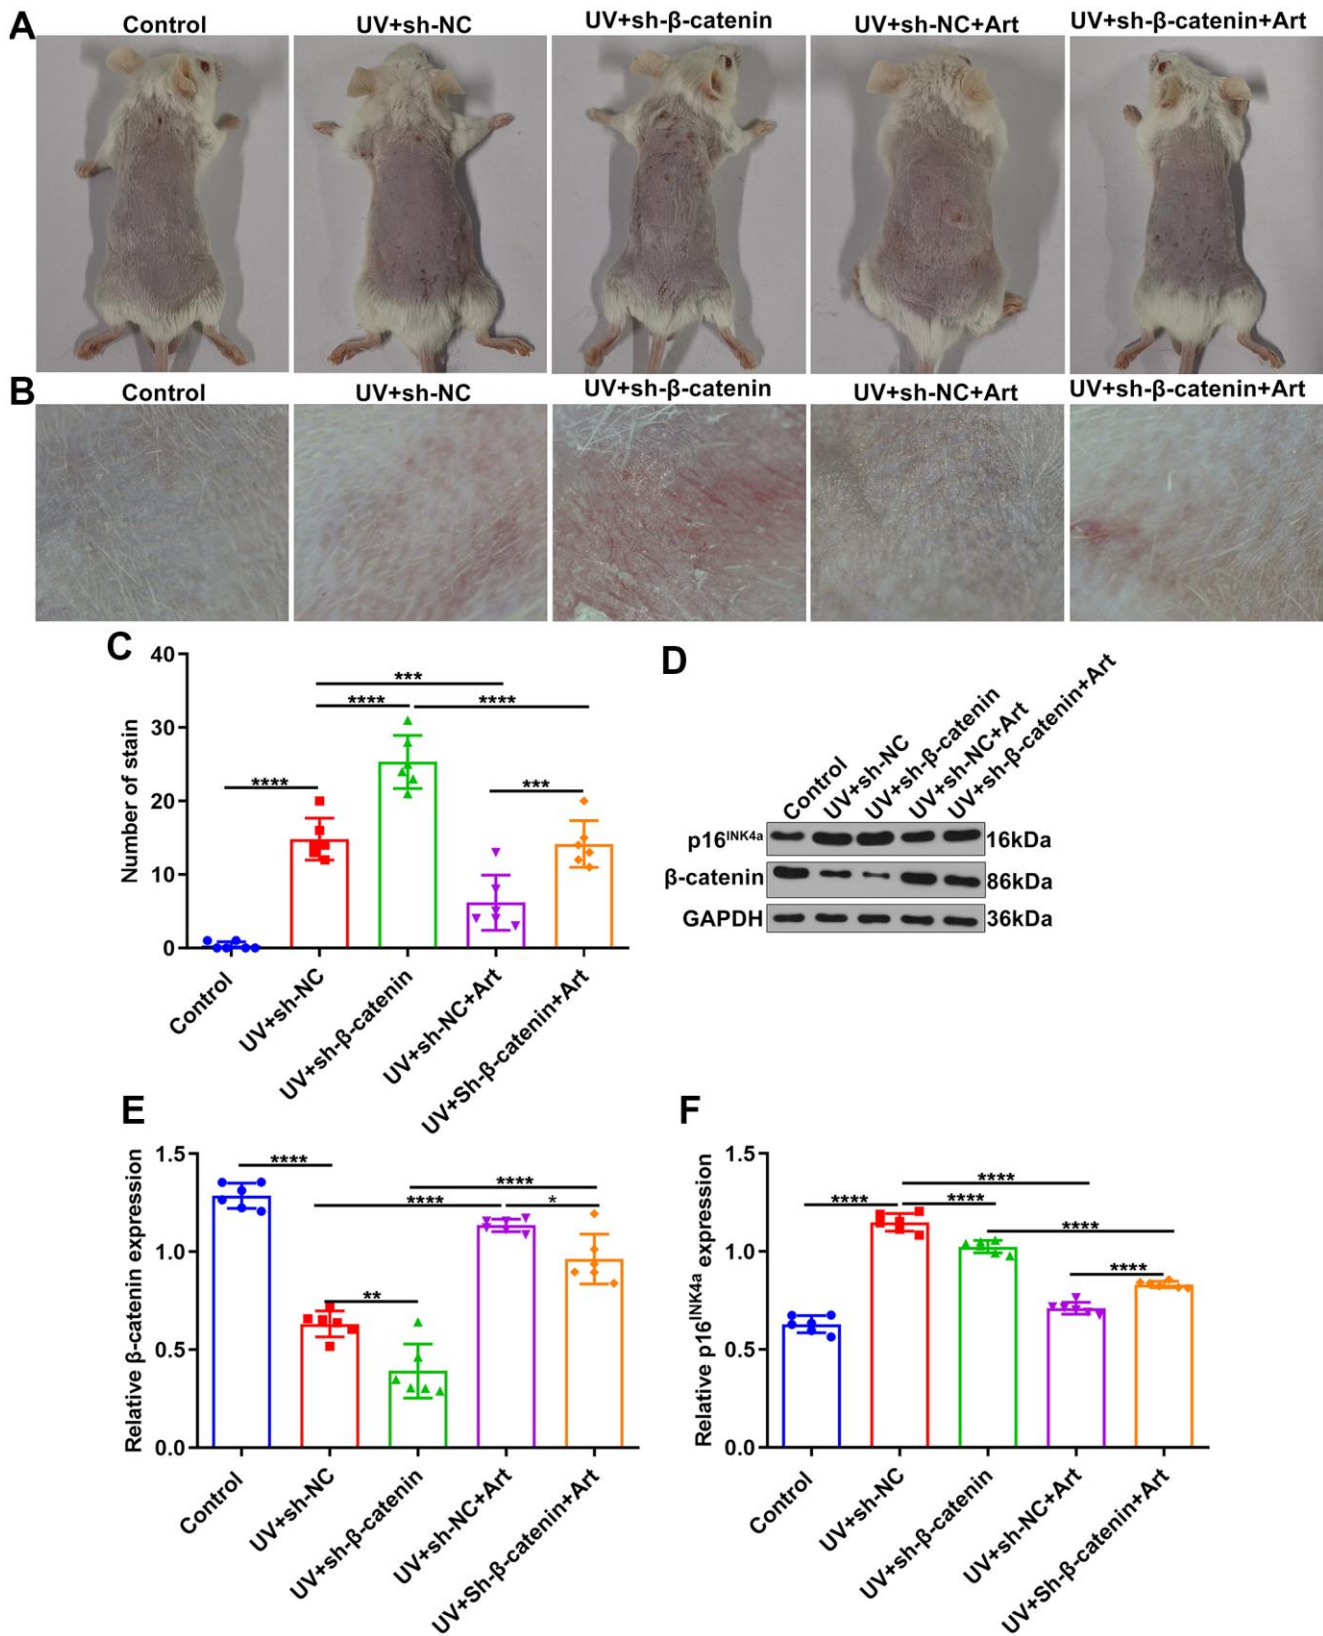 A
Control
UV+sh-NC
UV+sh-β-catenin
UV+sh-NC+Art
UV+sh-β-catenin+Art
B
Control
UV+sh-NC
UV+sh-β-catenin
UV+sh-NC+Art
UV+sh-β-catenin+Art
C
Number of stain
40
30
20
10
0
***
****
****
****
***
Control
UV+sh-NC
UV+sh-β-catenin
UV+sh-NC+Art
UV+Sh-β-catenin+Art
D
Control
UV+sh-NC
UV+sh-β-catenin
UV+sh-NC+Art
UV+sh-β-catenin+Art
p16INK4a
16kDa
β-catenin
86kDa
GAPDH
36kDa
E
Relative β-catenin expression
1.5
1.0
0.5
0.0
****
****
****
*
**
Control
UV+sh-NC
UV+sh-β-catenin
UV+sh-NC+Art
UV+Sh-β-catenin+Art
F
Relative p16INK4a expression
1.5
1.0
0.5
0.0
****
****
****
****
****
Control
UV+sh-NC
UV+sh-β-catenin
UV+sh-NC+Art
UV+Sh-β-catenin+Art